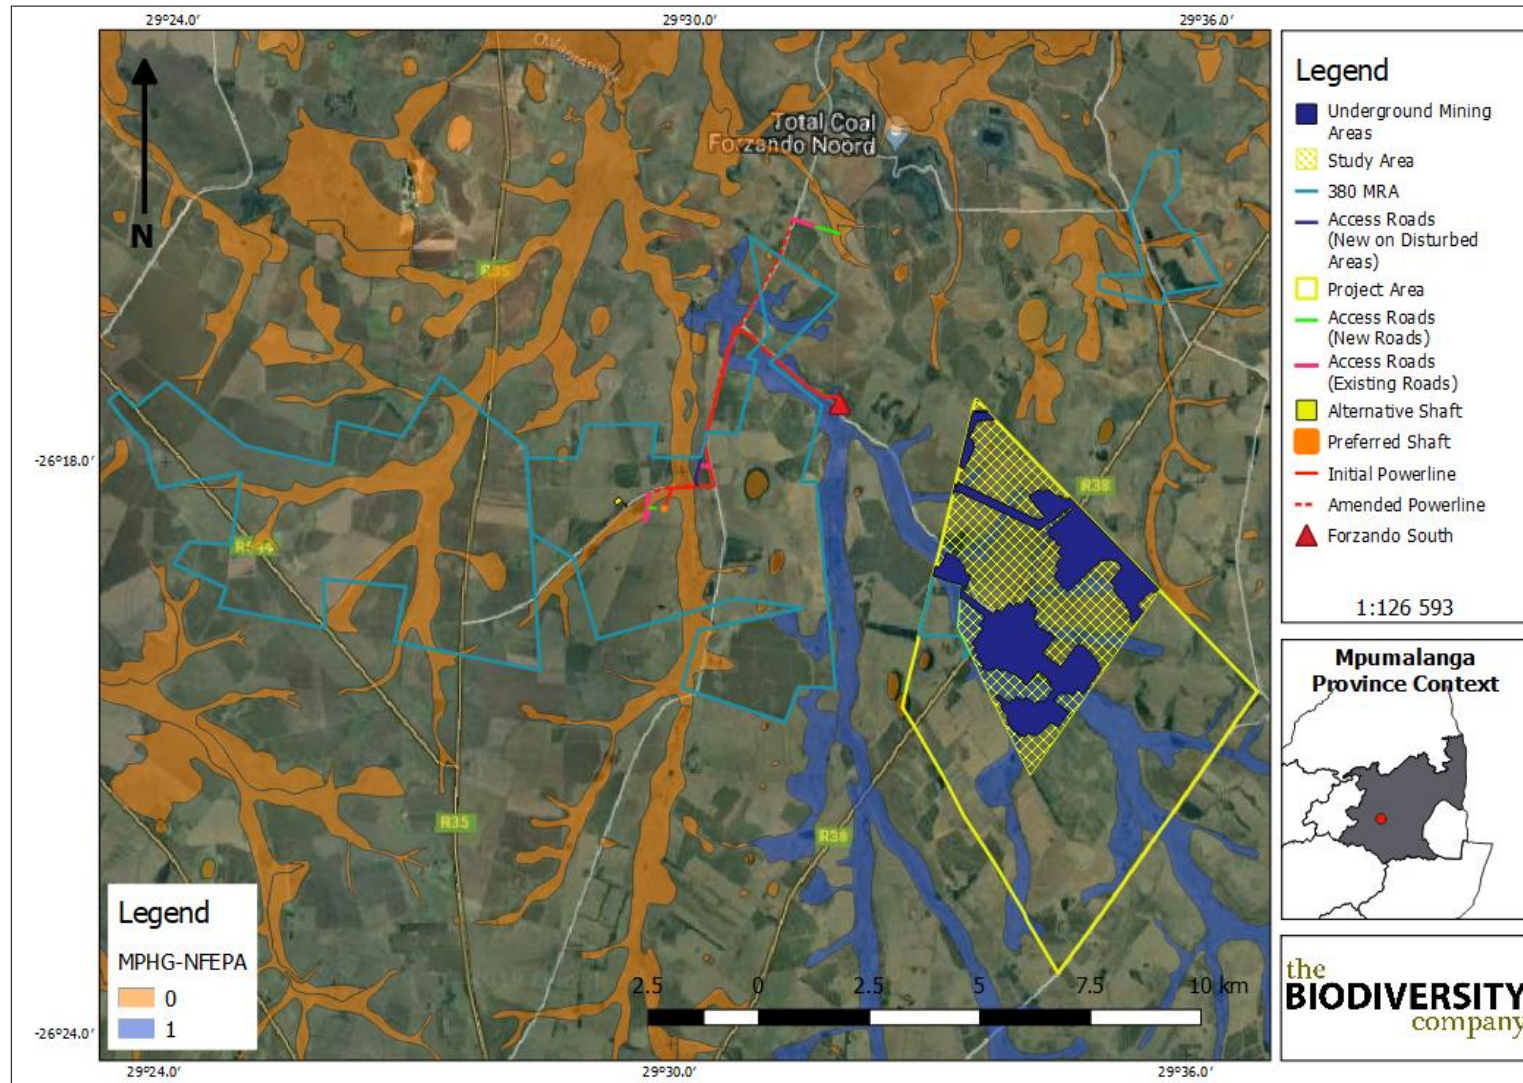 29°24.0'
29°30.0'
29°36.0'
Total Coal
Forzando Noord
N
R35
-26°18.0'
R38
R35
R38
-26°24.0'
Legend
MPHG-NFEPA
0
1
2.5 0 2.5 5 7.5 10 km
29°24.0'
29°30.0'
29°36.0'
Legend
Underground Mining
Areas
Study Area
380 MRA
Access Roads
(New on Disturbed
Areas)
Project Area
Access Roads
(New Roads)
Access Roads
(Existing Roads)
Alternative Shaft
Preferred Shaft
Initial Powerline
Amended Powerline
Forzando South
1:126 593
Mpumalanga
Province Context
the
BIODIVERSITY
company